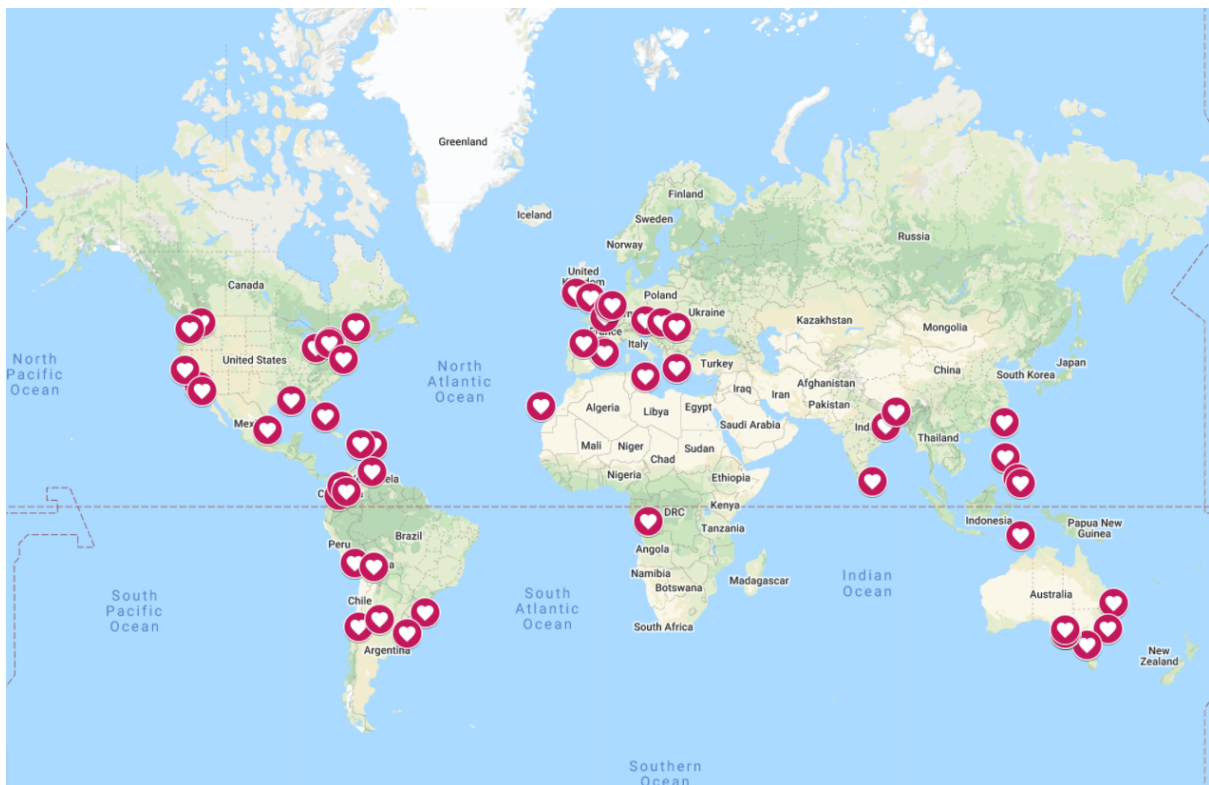 Greenland
Iceland
Finland
Sweden
Norway
Russia
United
Kingdom
Canada
Poland
Ukraine
Kazakhstan
Mongolia
France
Italy
North
Pacific
Ocean
United States
North
Atlantic
Ocean
Turkey
Japan
China
South Korea
Afghanistan
Iraq
Iran
Pakistan
Algeria
Libya
Egypt
Saudi Arabia
Mali
Niger
Sudan
Chad
Thailand
Nigeria
Ethiopia
Kenya
DRC
Tanzania
Indonesia
Papua New
Guinea
Peru
Brazil
Angola
Namibia
Botswana
Madagascar
Indian
Ocean
Australia
South
Pacific
Ocean
Chile
South
Atlantic
Ocean
South Africa
Argentina
New
Zealand
Southern
Ocean